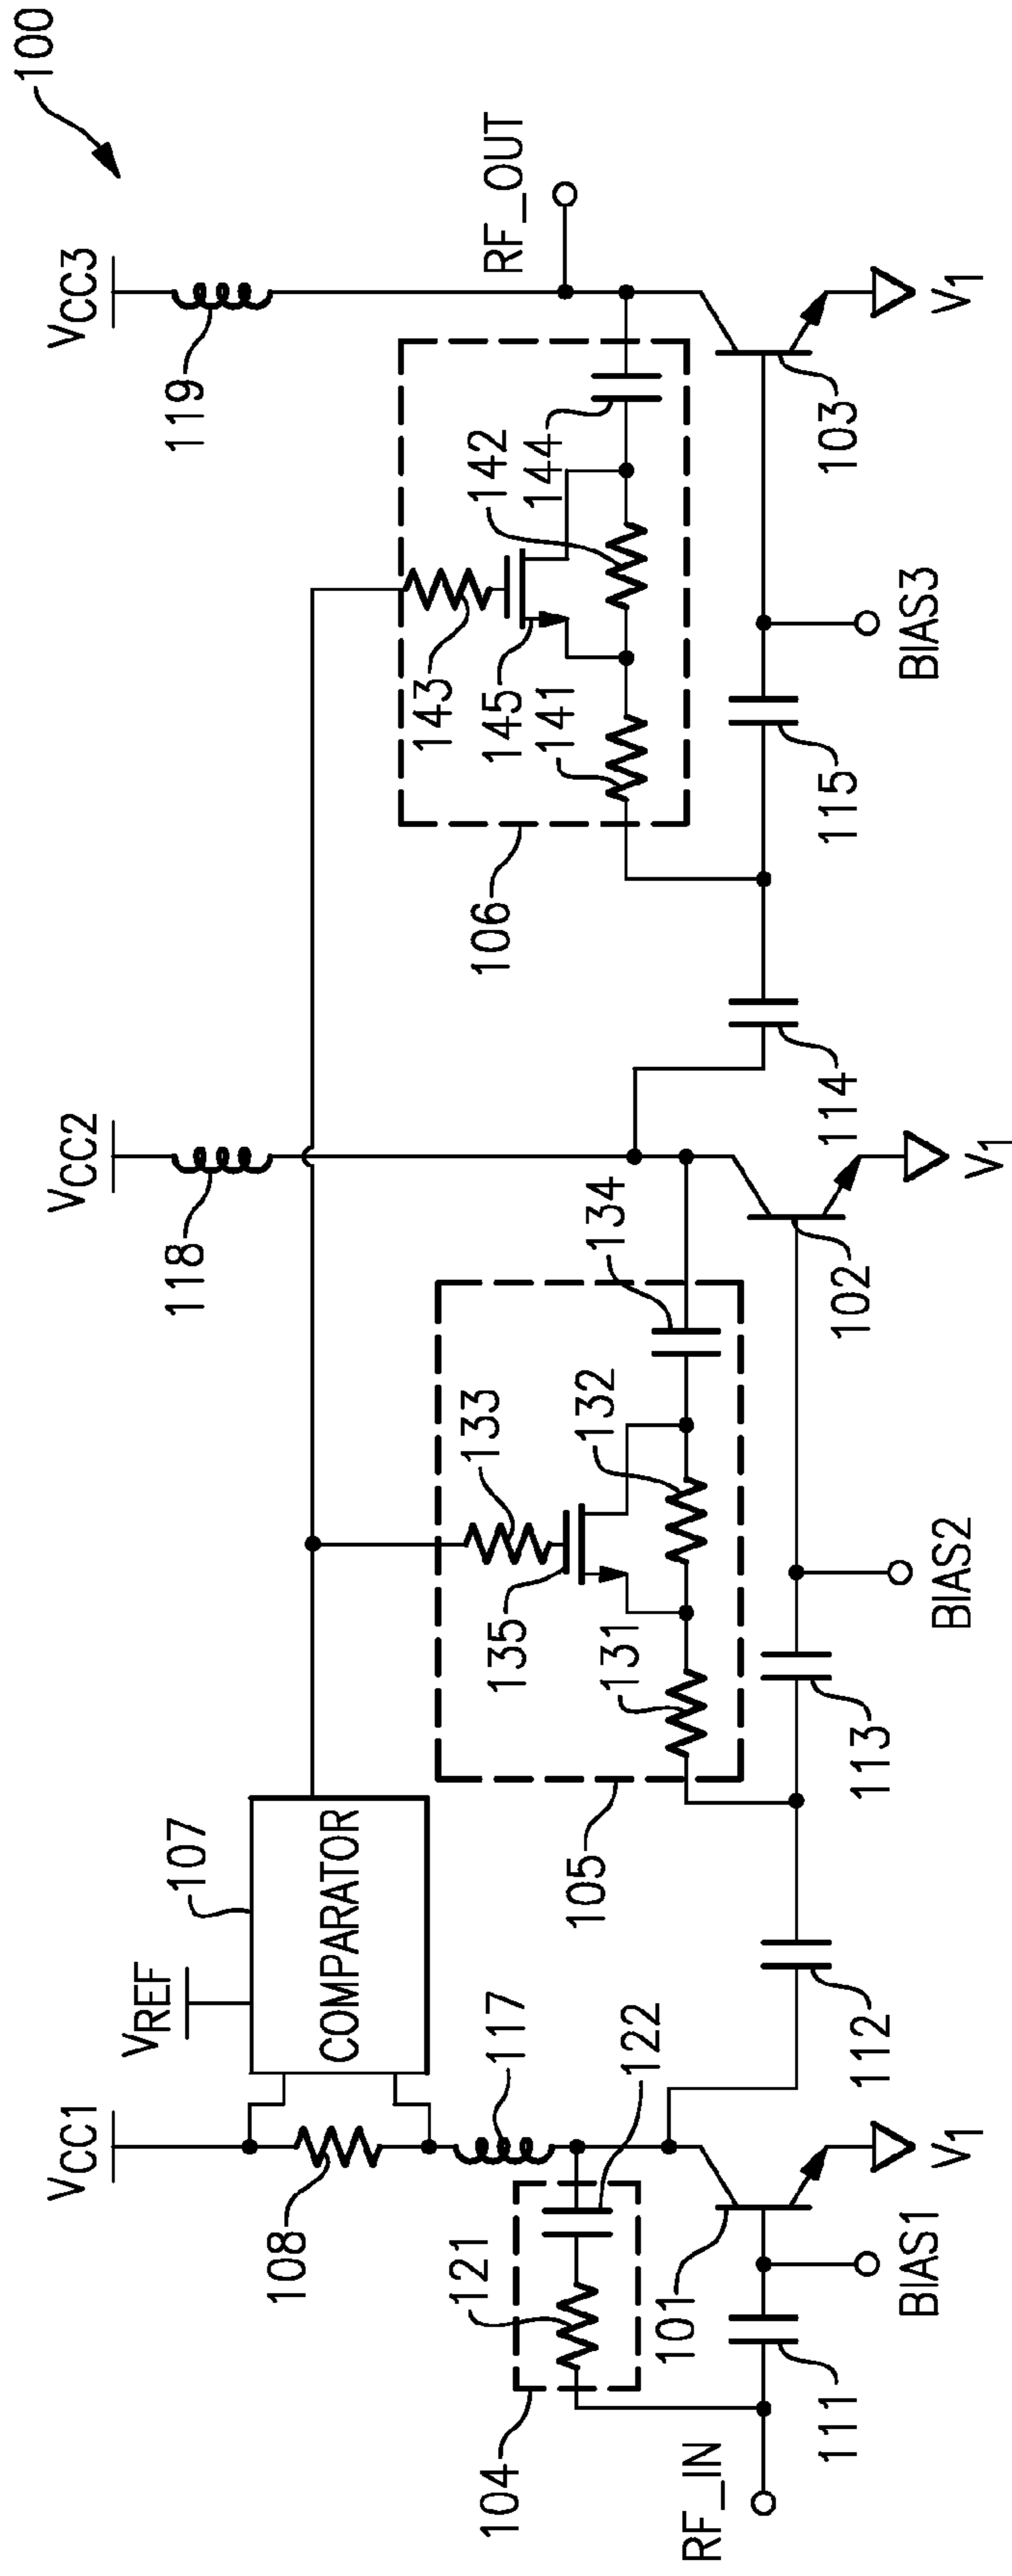 100
VCC1
VREF
107
VCC2
VCC3
108
COMPARATOR
118
119
117
121
122
104
105
133
135
132
134
131
106
143
145
142
144
141
RF_OUT
RF_IN
101
111
BIAS1
V1
112
113
BIAS2
102
V1
114
115
BIAS3
103
V1